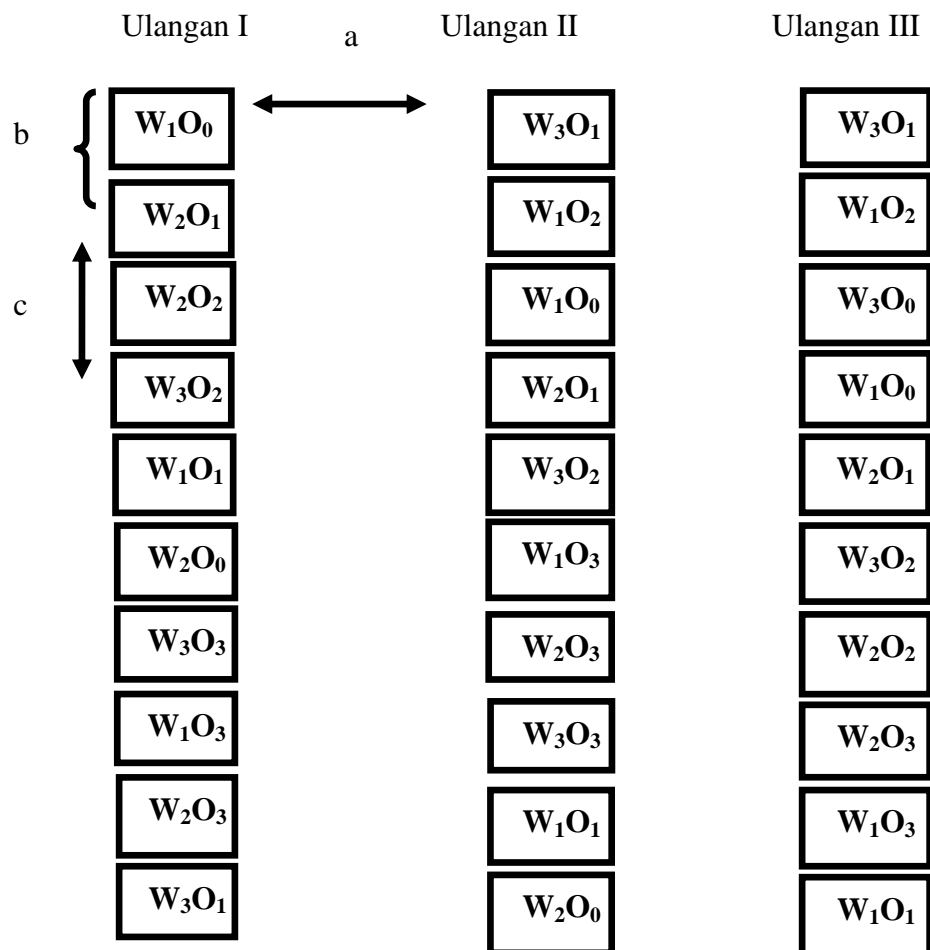 Ulangan I a Ulangan II Ulangan III
b W₁O₀ W₃O₁ W₃O₁
W₂O₁ W₁O₂ W₁O₂
c W₂O₂ W₁O₀ W₃O₀
W₃O₂ W₂O₁ W₁O₀
W₁O₁ W₃O₂ W₂O₁
W₂O₀ W₁O₃ W₃O₂
W₃O₃ W₂O₃ W₂O₂
W₁O₃ W₃O₃ W₂O₃
W₂O₃ W₁O₁ W₁O₃
W₃O₁ W₂O₀ W₁O₁